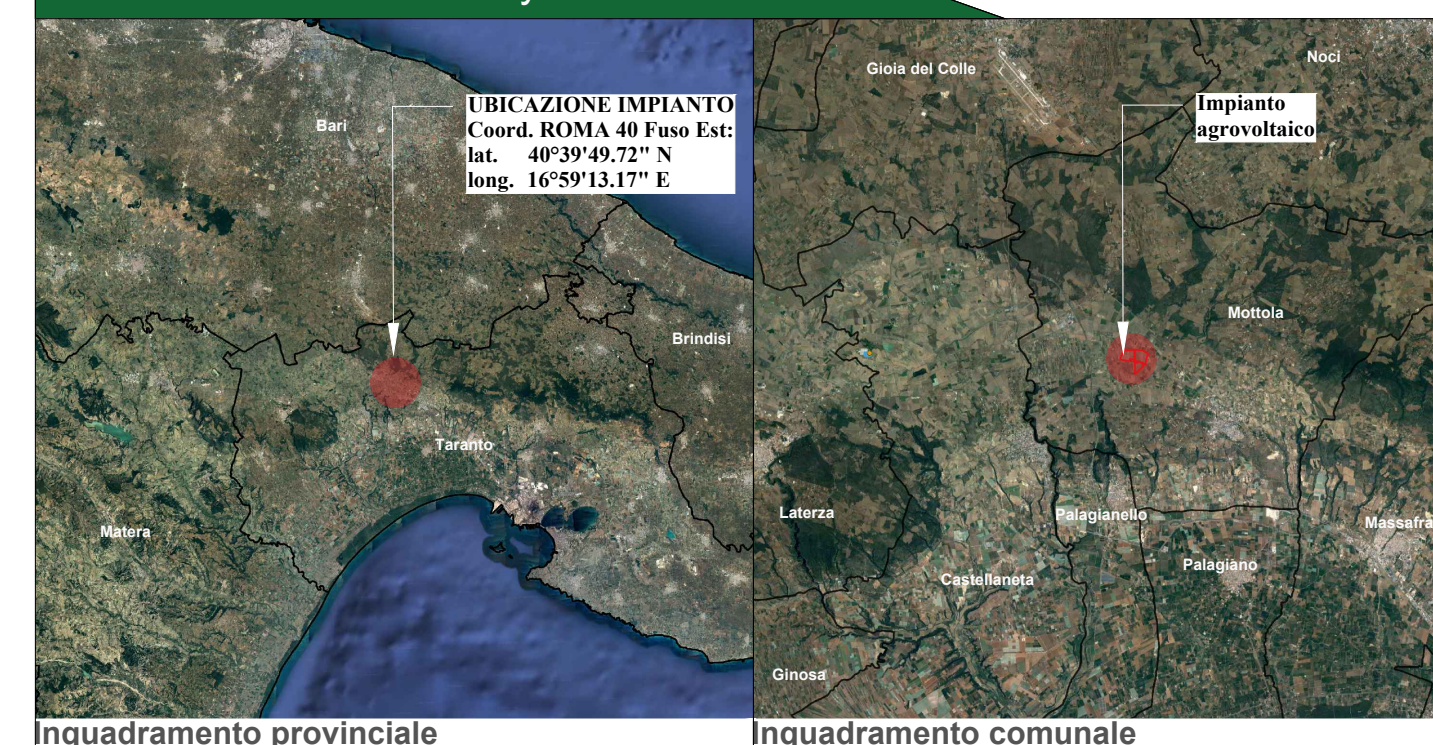 Bari
UBICAZIONE IMPIANTO
Coord. ROMA 40 Fuso Est:
lat. 40°39'49.72" N
long. 16°59'13.17" E
Brindisi
Taranto
Matera
Inquadramento provinciale
Gioia del Colle
Noci
Impianto
agrovoltaico
Mottola
Laterza
Palagianello
Massafra
Castellaneta
Palagiano
Ginosa
Inquadramento comunale